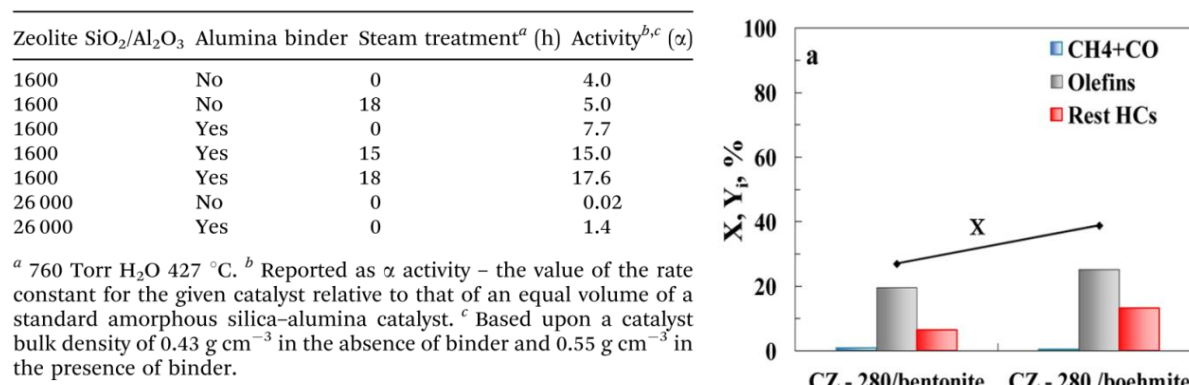 Zeolite SiO₂/Al₂O₃ Alumina binder Steam treatmentᵃ (h) Activityᵇ,ᶜ (α)
1600 No 0 4.0
1600 No 18 5.0
1600 Yes 0 7.7
1600 Yes 15 15.0
1600 Yes 18 17.6
26 000 No 0 0.02
26 000 Yes 0 1.4
ᵃ 760 Torr H₂O 427 °C. ᵇ Reported as α activity – the value of the rate
constant for the given catalyst relative to that of an equal volume of a
standard amorphous silica–alumina catalyst. ᶜ Based upon a catalyst
bulk density of 0.43 g cm⁻³ in the absence of binder and 0.55 g cm⁻³ in
the presence of binder.
a
CH4+CO
Olefins
Rest HCs
X, Yᵢ, %
100
80
60
40
20
0
X
CZ - 280/bentonite CZ - 280/boehmite